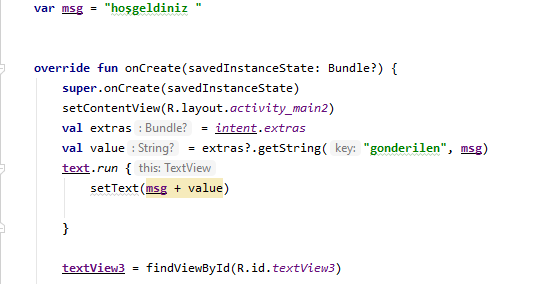 var msg = "hoşgeldiniz "
override fun onCreate(savedInstanceState: Bundle?) {
super.onCreate(savedInstanceState)
setContentView(R.layout.activity_main2)
val extras : Bundle? = intent.extras
val value : String? = extras?.getString( key: "gonderilen", msg)
text.run { this: TextView
setText(msg + value)
}
textView3 = findViewById(R.id.textView3)